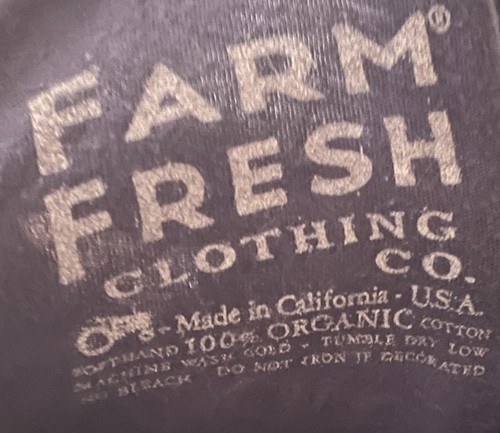 FARM®
FRESH
CLOTHING
CO.
Made in California - U.S.A.
SOFTHAND 100% ORGANIC COTTON
MACHINE WASH COLD - TUMBLE DRY LOW
NO BLEACH DO NOT IRON IF DECORATED